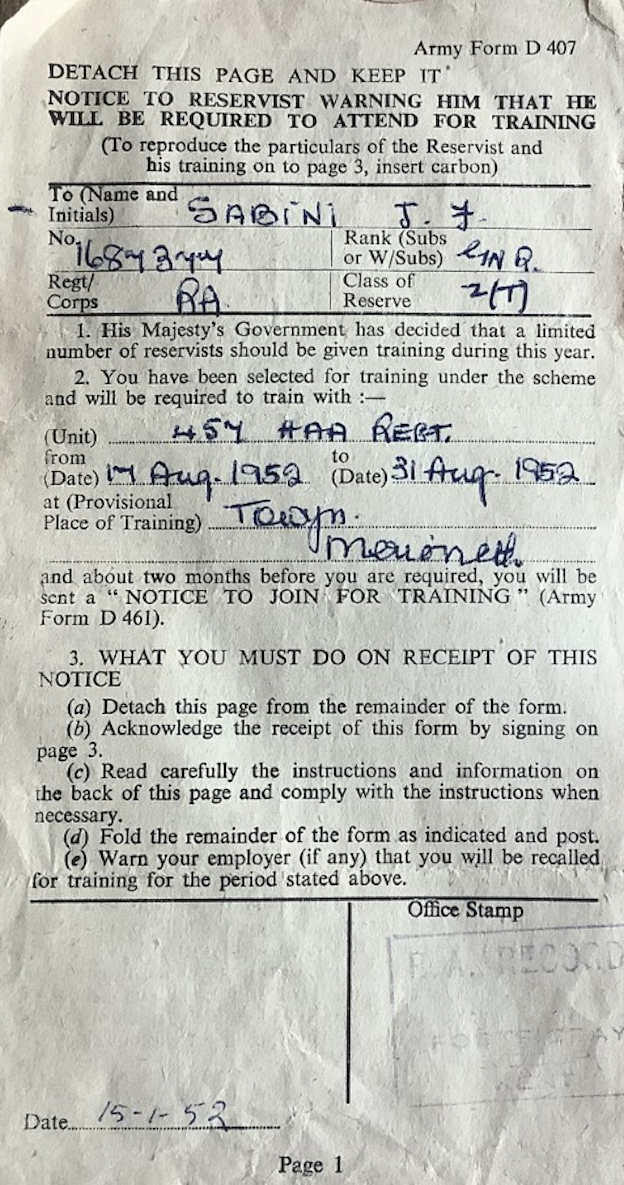 Army Form D 407
DETACH THIS PAGE AND KEEP IT
NOTICE TO RESERVIST WARNING HIM THAT HE
WILL BE REQUIRED TO ATTEND FOR TRAINING
(To reproduce the particulars of the Reservist and
his training on to page 3, insert carbon)
To (Name and
Initials) SABINI J. F.
No.
Rank (Subs
or W/Subs) GNR.
Regt/
Corps RA.
Class of
Reserve Z(T)
1. His Majesty's Government has decided that a limited
number of reservists should be given training during this year.
2. You have been selected for training under the scheme
and will be required to train with :—
(Unit) 457 HAA REGT.
from
(Date) 17 Aug. 1952
to
(Date) 31 Aug. 1952
at (Provisional
Place of Training) Towyn.
Merioneth.
and about two months before you are required, you will be
sent a “ NOTICE TO JOIN FOR TRAINING ” (Army
Form D 461).
3. WHAT YOU MUST DO ON RECEIPT OF THIS
NOTICE
(a) Detach this page from the remainder of the form.
(b) Acknowledge the receipt of this form by signing on
page 3.
(c) Read carefully the instructions and information on
the back of this page and comply with the instructions when
necessary.
(d) Fold the remainder of the form as indicated and post.
(e) Warn your employer (if any) that you will be recalled
for training for the period stated above.
Office Stamp
Date 15-1-52
Page 1